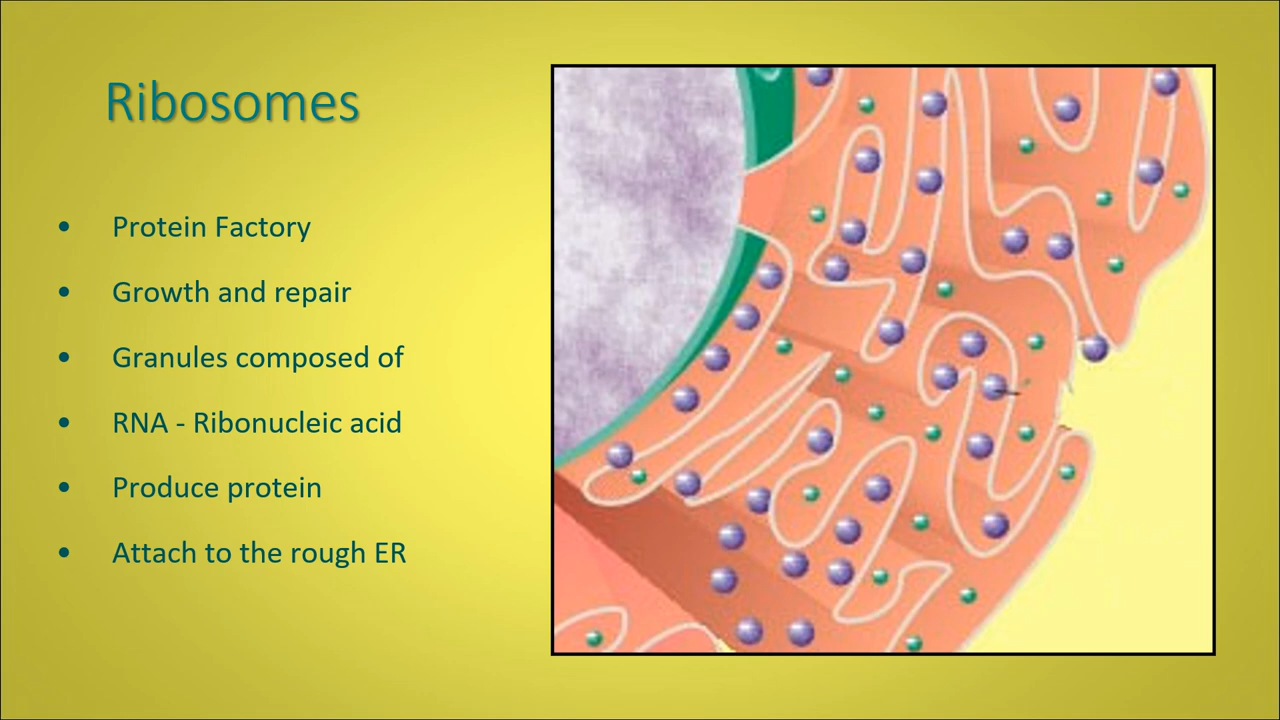 Ribosomes
• Protein Factory
• Growth and repair
• Granules composed of
• RNA - Ribonucleic acid
• Produce protein
• Attach to the rough ER